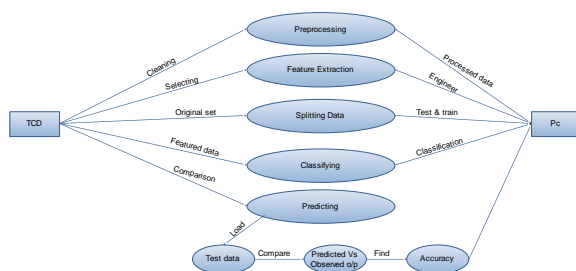 Preprocessing
Cleaning
Processed data
Feature Extraction
Selecting
Engineer
TCD
Original set
Splitting Data
Test & train
Pc
Featured data
Classifying
Classification
Comparison
Predicting
Load
Test data
Compare
Predicted Vs
Observed o/p
Find
Accuracy